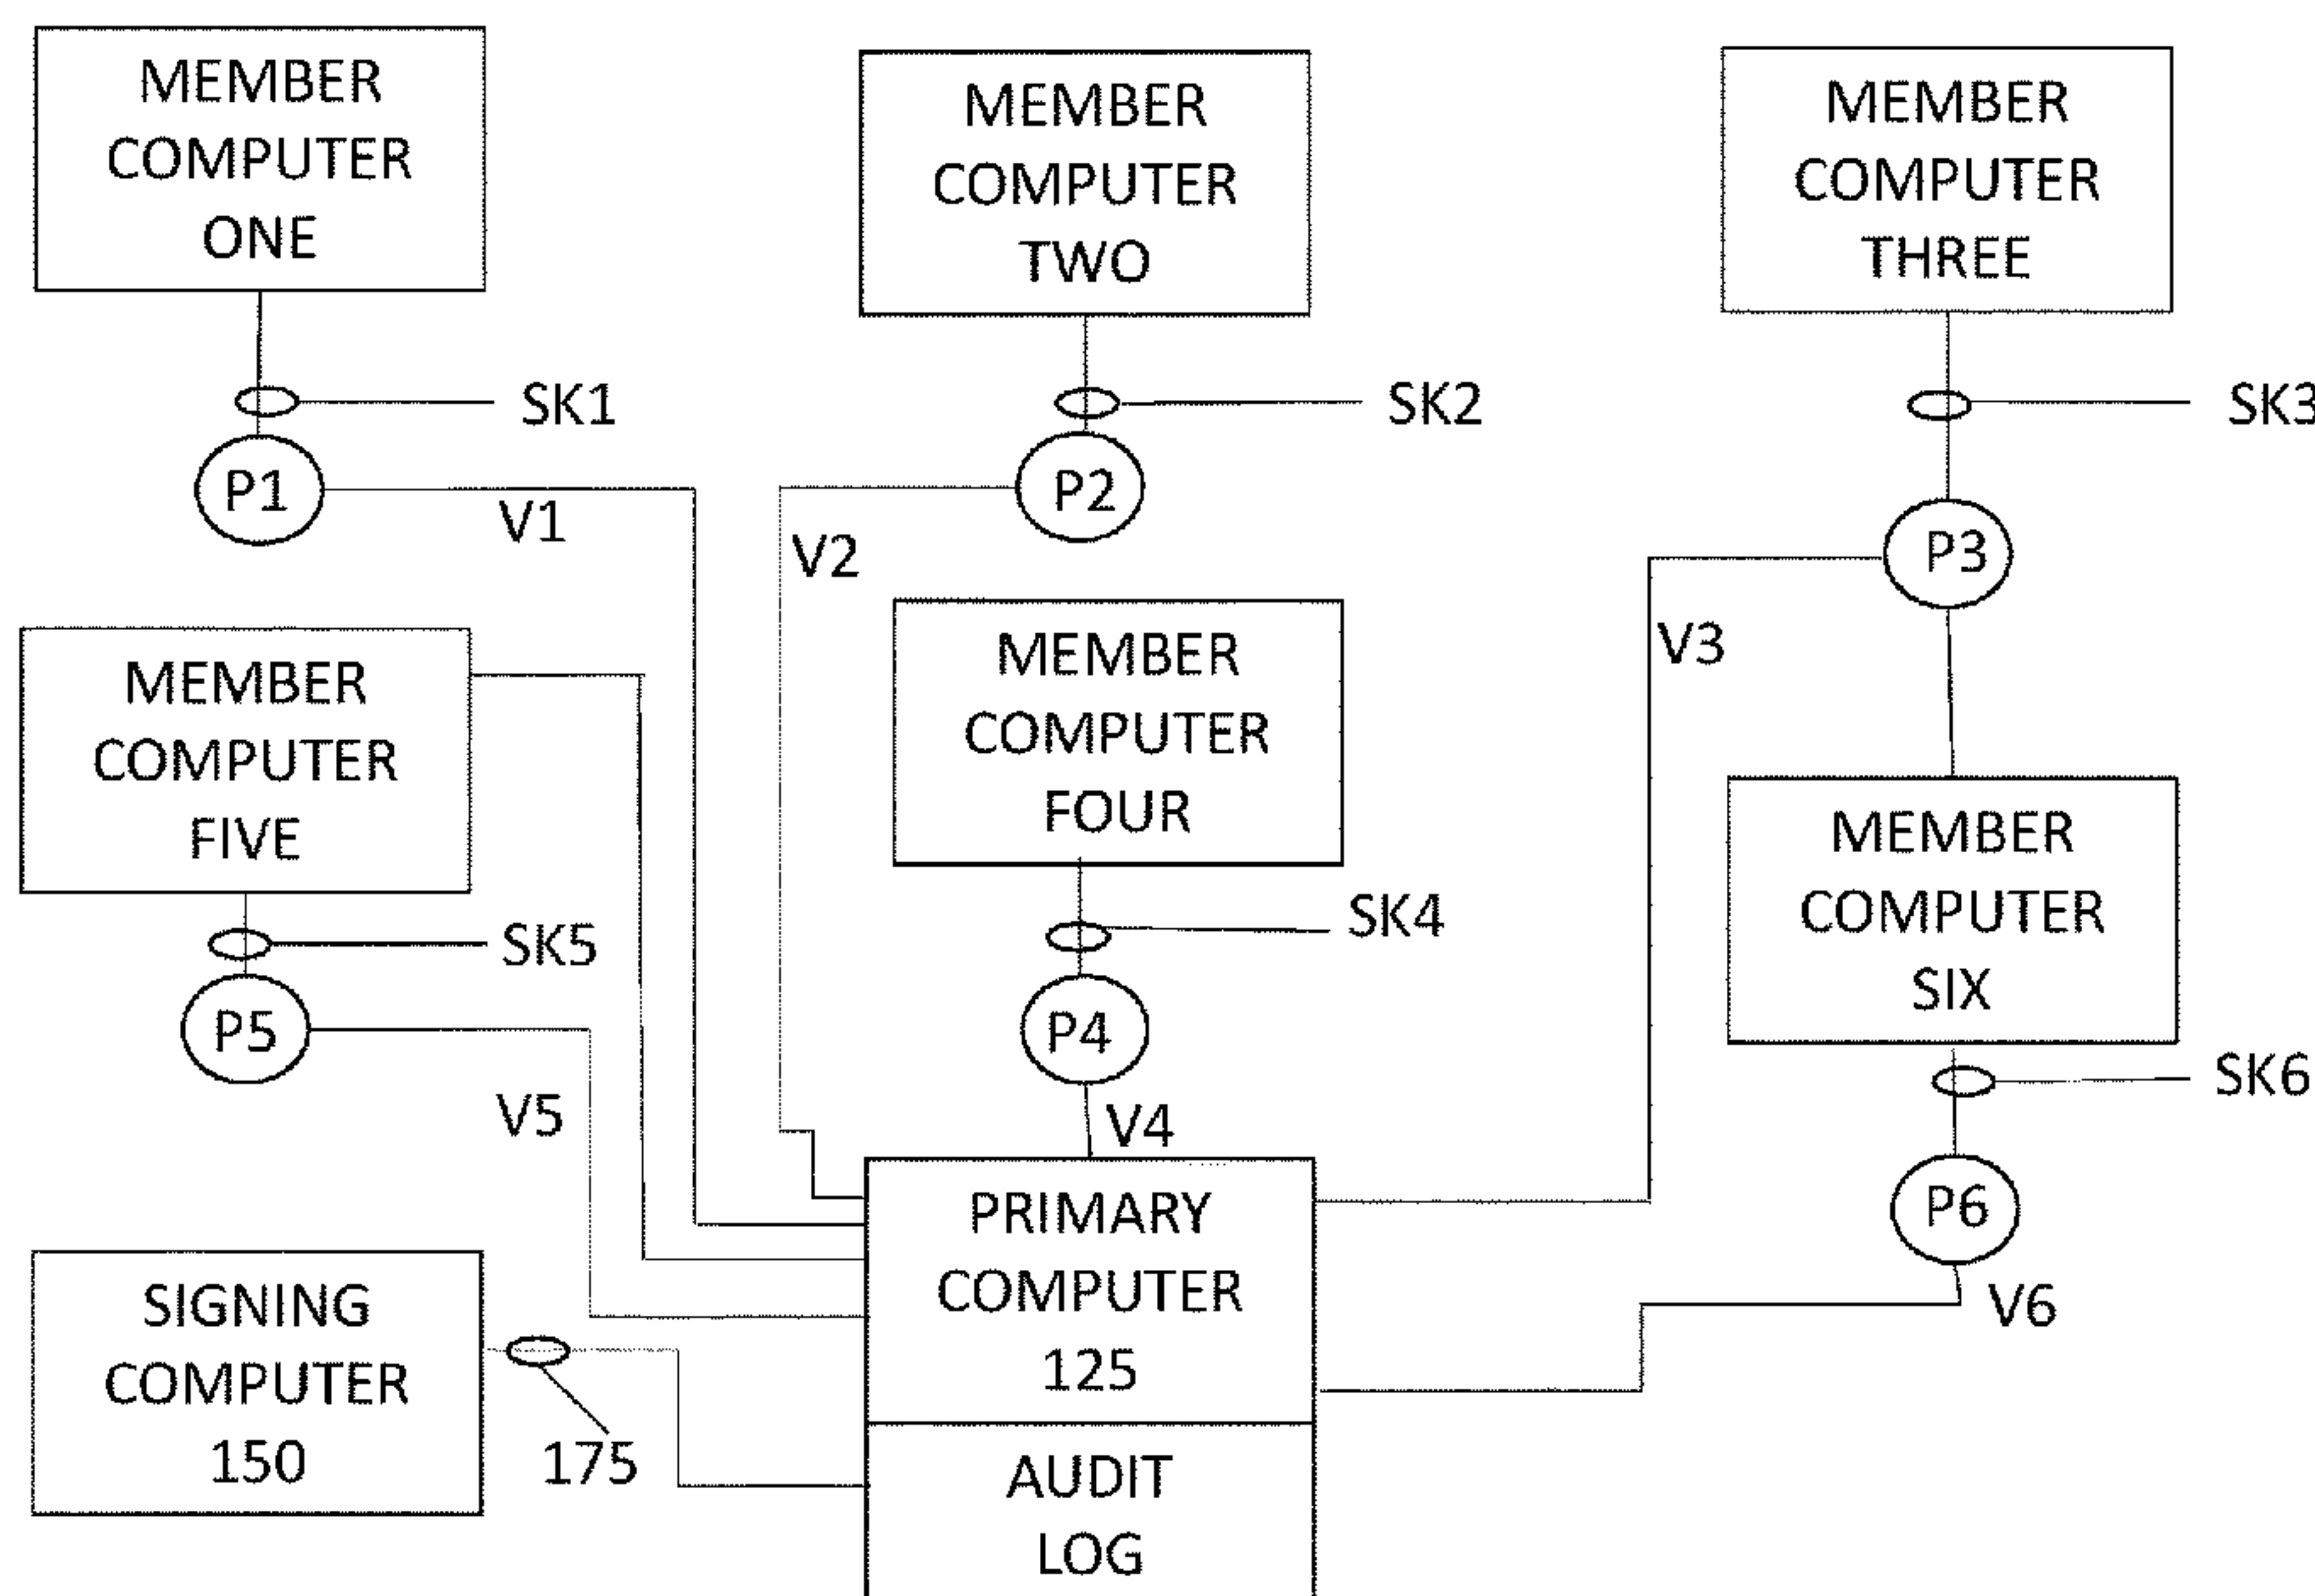 MEMBER
COMPUTER
ONE
MEMBER
COMPUTER
TWO
MEMBER
COMPUTER
THREE
SK1
SK2
SK3
P1
P2
P3
V1
V2
V3
MEMBER
COMPUTER
FIVE
MEMBER
COMPUTER
FOUR
MEMBER
COMPUTER
SIX
SK5
SK4
SK6
P5
P4
P6
V5
V4
V6
SIGNING
COMPUTER
150
175
PRIMARY
COMPUTER
125
AUDIT
LOG